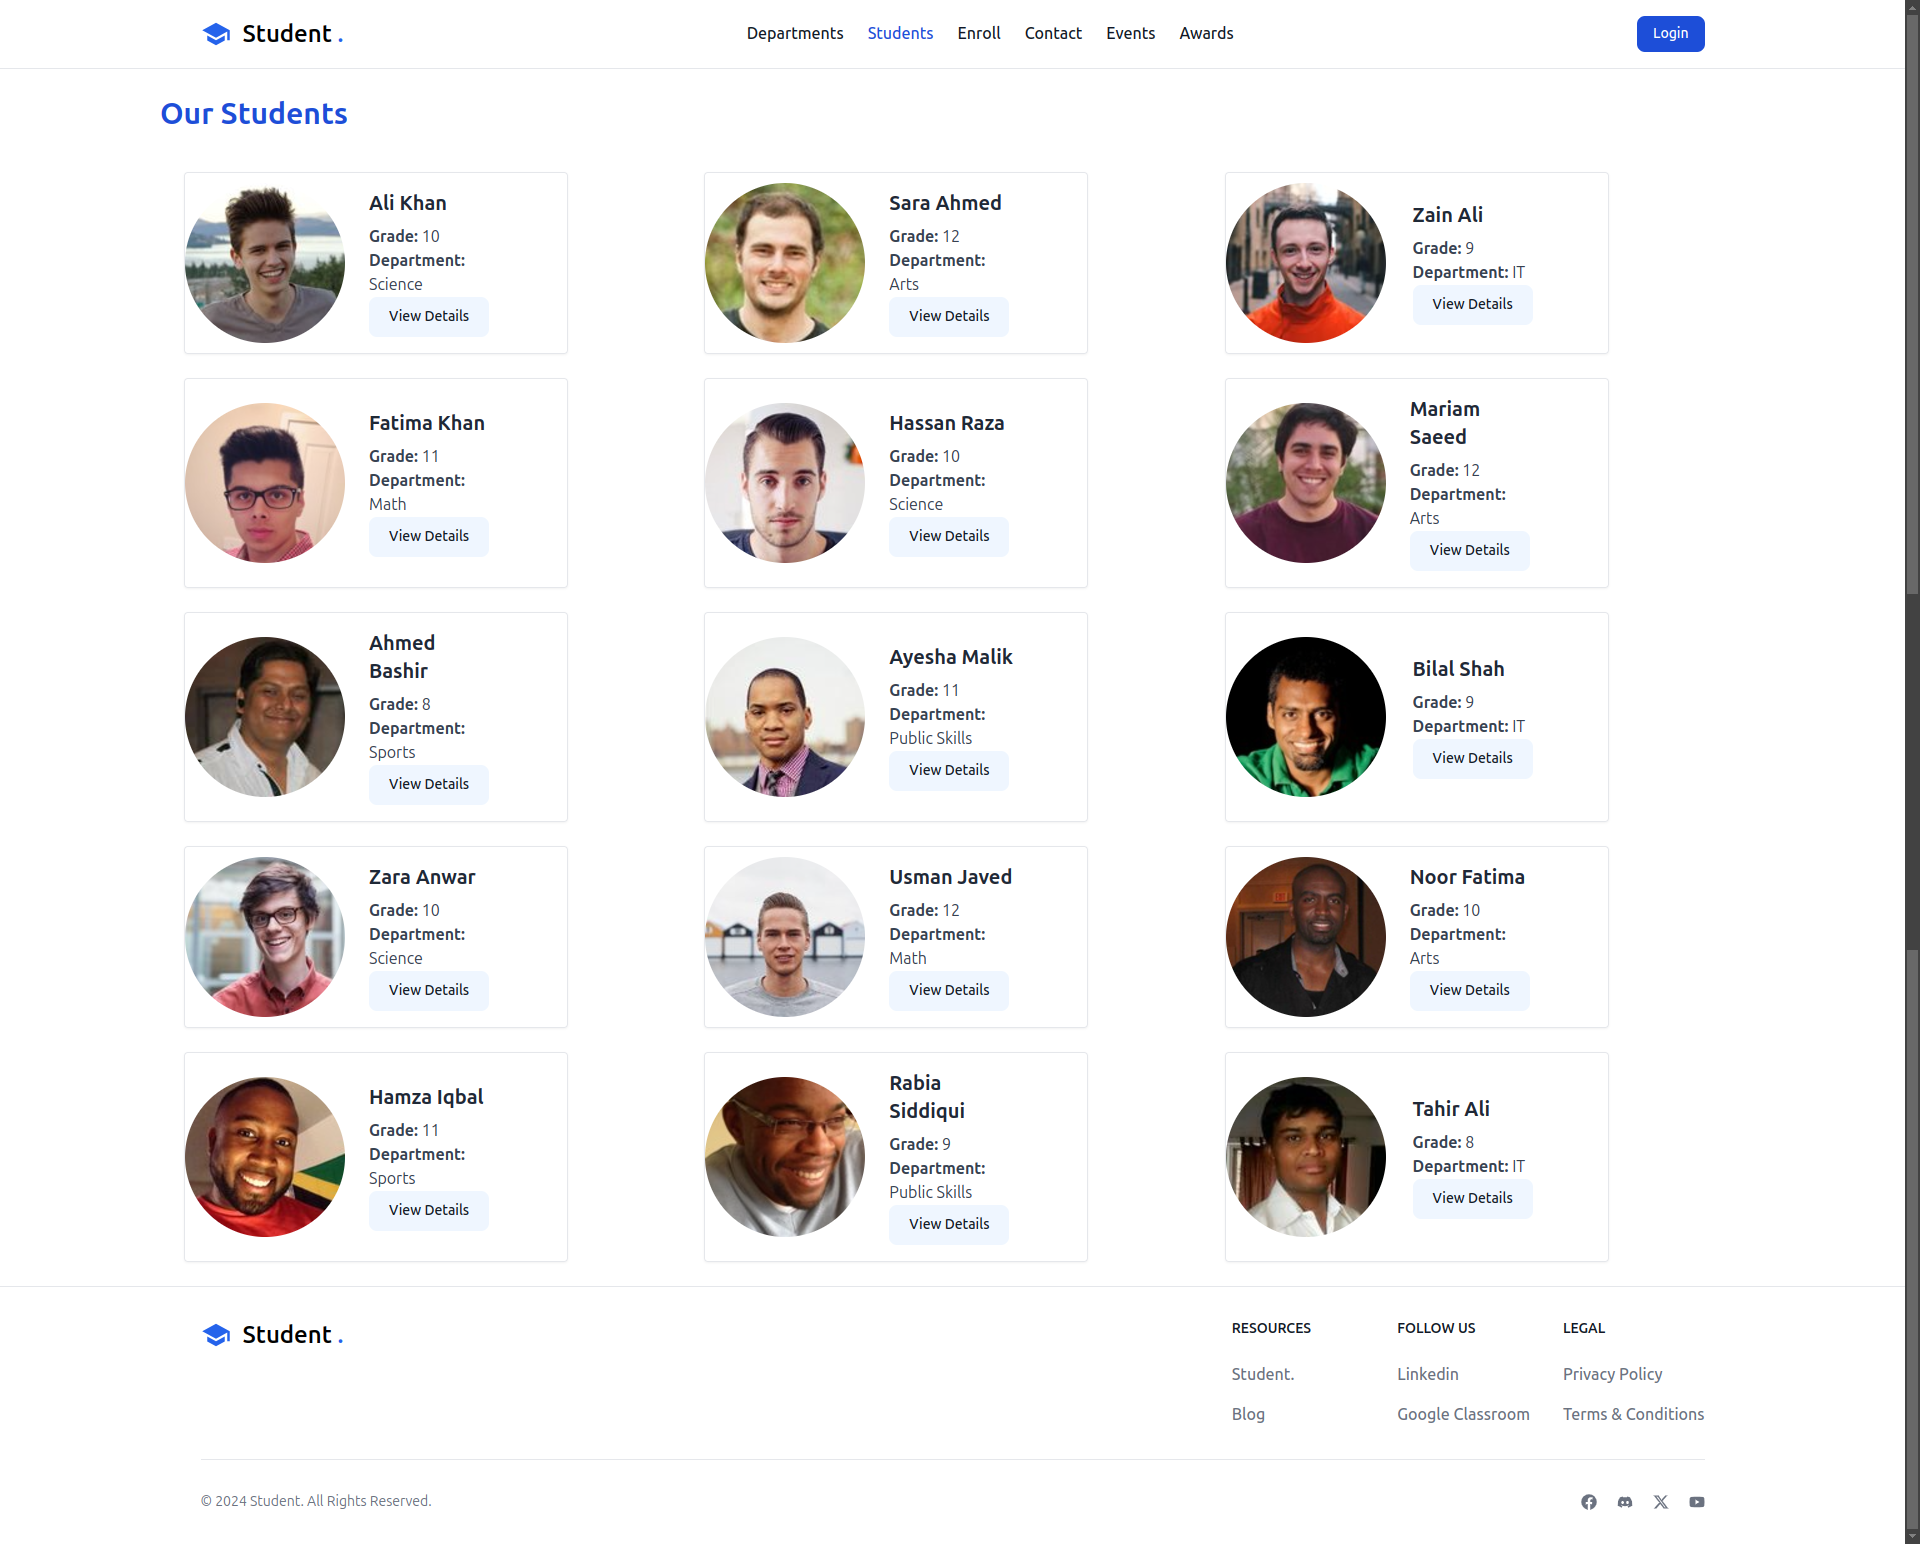 Student .
Departments Students Enroll Contact Events Awards
Login
Our Students
Ali Khan
Grade: 10
Department:
Science
View Details
Sara Ahmed
Grade: 12
Department:
Arts
View Details
Zain Ali
Grade: 9
Department: IT
View Details
Fatima Khan
Grade: 11
Department:
Math
View Details
Hassan Raza
Grade: 10
Department:
Science
View Details
Mariam
Saeed
Grade: 12
Department:
Arts
View Details
Ahmed
Bashir
Grade: 8
Department:
Sports
View Details
Ayesha Malik
Grade: 11
Department:
Public Skills
View Details
Bilal Shah
Grade: 9
Department: IT
View Details
Zara Anwar
Grade: 10
Department:
Science
View Details
Usman Javed
Grade: 12
Department:
Math
View Details
Noor Fatima
Grade: 10
Department:
Arts
View Details
Hamza Iqbal
Grade: 11
Department:
Sports
View Details
Rabia
Siddiqui
Grade: 9
Department:
Public Skills
View Details
Tahir Ali
Grade: 8
Department: IT
View Details
Student .
RESOURCES
Student.
Blog
FOLLOW US
Linkedin
Google Classroom
LEGAL
Privacy Policy
Terms & Conditions
© 2024 Student. All Rights Reserved.